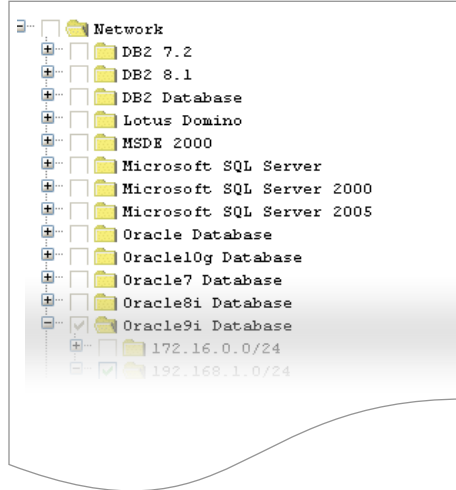 Network
DB2 7.2
DB2 8.1
DB2 Database
Lotus Domino
MSDE 2000
Microsoft SQL Server
Microsoft SQL Server 2000
Microsoft SQL Server 2005
Oracle Database
Oracle10g Database
Oracle7 Database
Oracle8i Database
Oracle9i Database
172.16.0.0/24
192.168.1.0/24